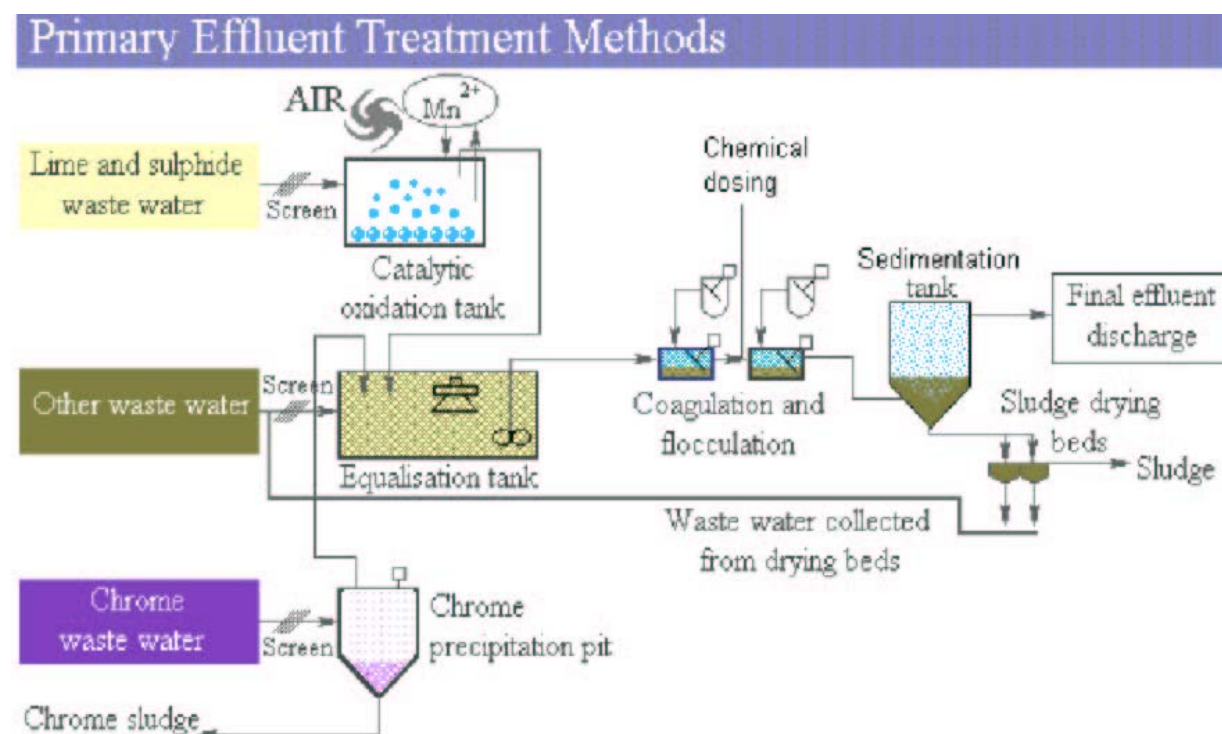 Primary Effluent Treatment Methods
AIR
Mn2+
Lime and sulphide
waste water
Screen
Catalytic
oxidation tank
Chemical
dosing
Sedimentation
tank
Final effluent
discharge
Other waste water
Screen
Equalisation tank
Coagulation and
flocculation
Sludge drying
beds
Sludge
Waste water collected
from drying beds
Chrome
waste water
Screen
Chrome
precipitation pit
Chrome sludge